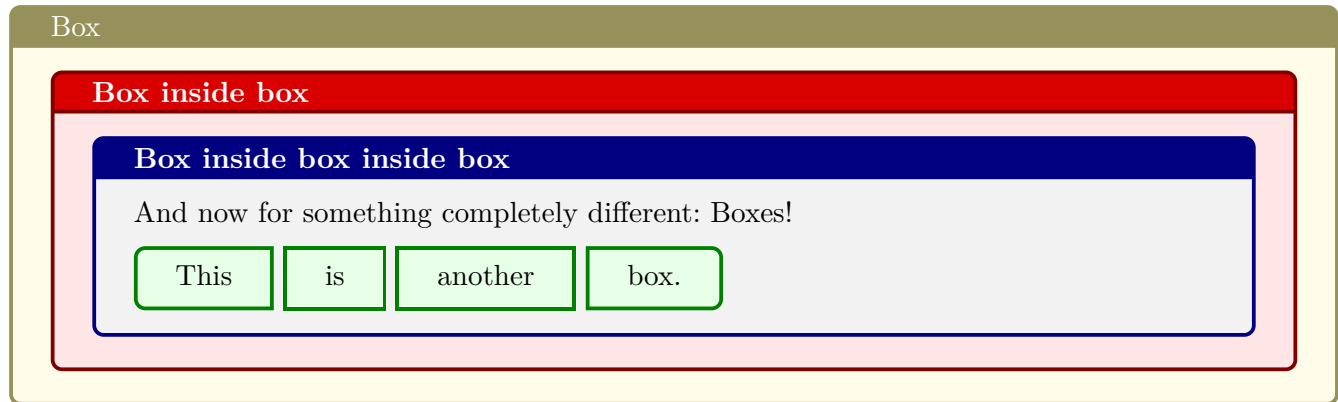 Box
Box inside box
Box inside box inside box
And now for something completely different: Boxes!
This is another box.